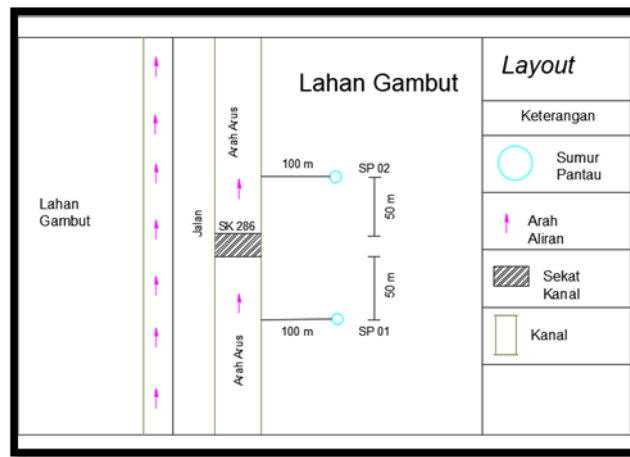 Lahan Gambut
Lahan
Gambut
Jalan
Arah Arus
SK 286
Arah Arus
100 m
SP 02
50 m
50 m
100 m
SP 01
Layout
Keterangan
Sumur
Pantau
Arah
Aliran
Sekat
Kanal
Kanal